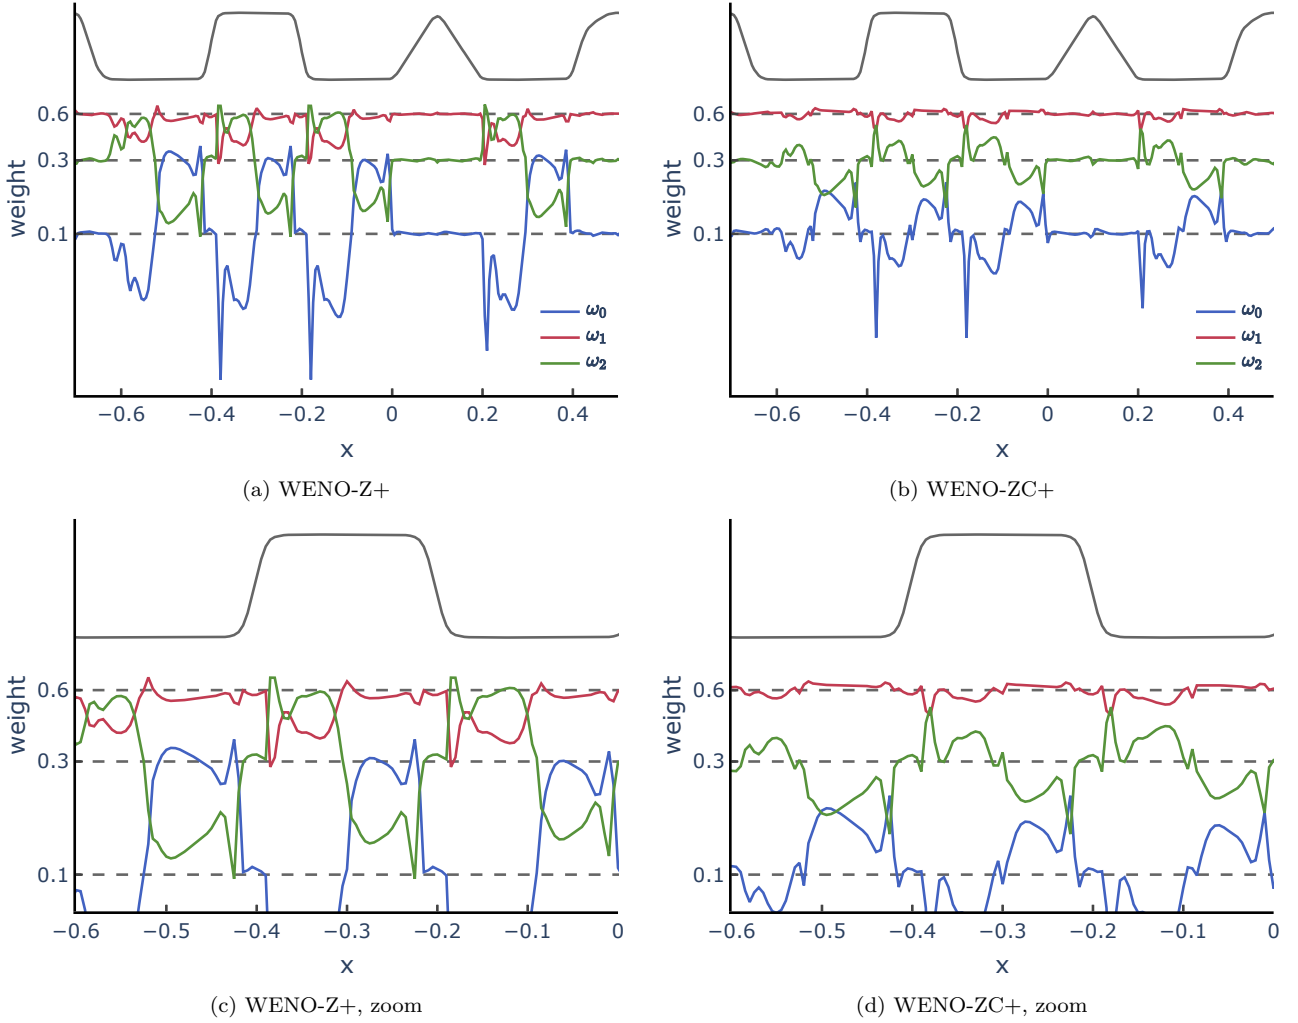 0.6
0.3
0.1
weight
ω₀
ω₁
ω₂
−0.6 −0.4 −0.2 0 0.2 0.4
x
(a) WENO-Z+
0.6
0.3
0.1
weight
ω₀
ω₁
ω₂
−0.6 −0.4 −0.2 0 0.2 0.4
x
(b) WENO-ZC+
0.6
0.3
0.1
weight
−0.6 −0.5 −0.4 −0.3 −0.2 −0.1 0
x
(c) WENO-Z+, zoom
0.6
0.3
0.1
weight
−0.6 −0.5 −0.4 −0.3 −0.2 −0.1 0
x
(d) WENO-ZC+, zoom